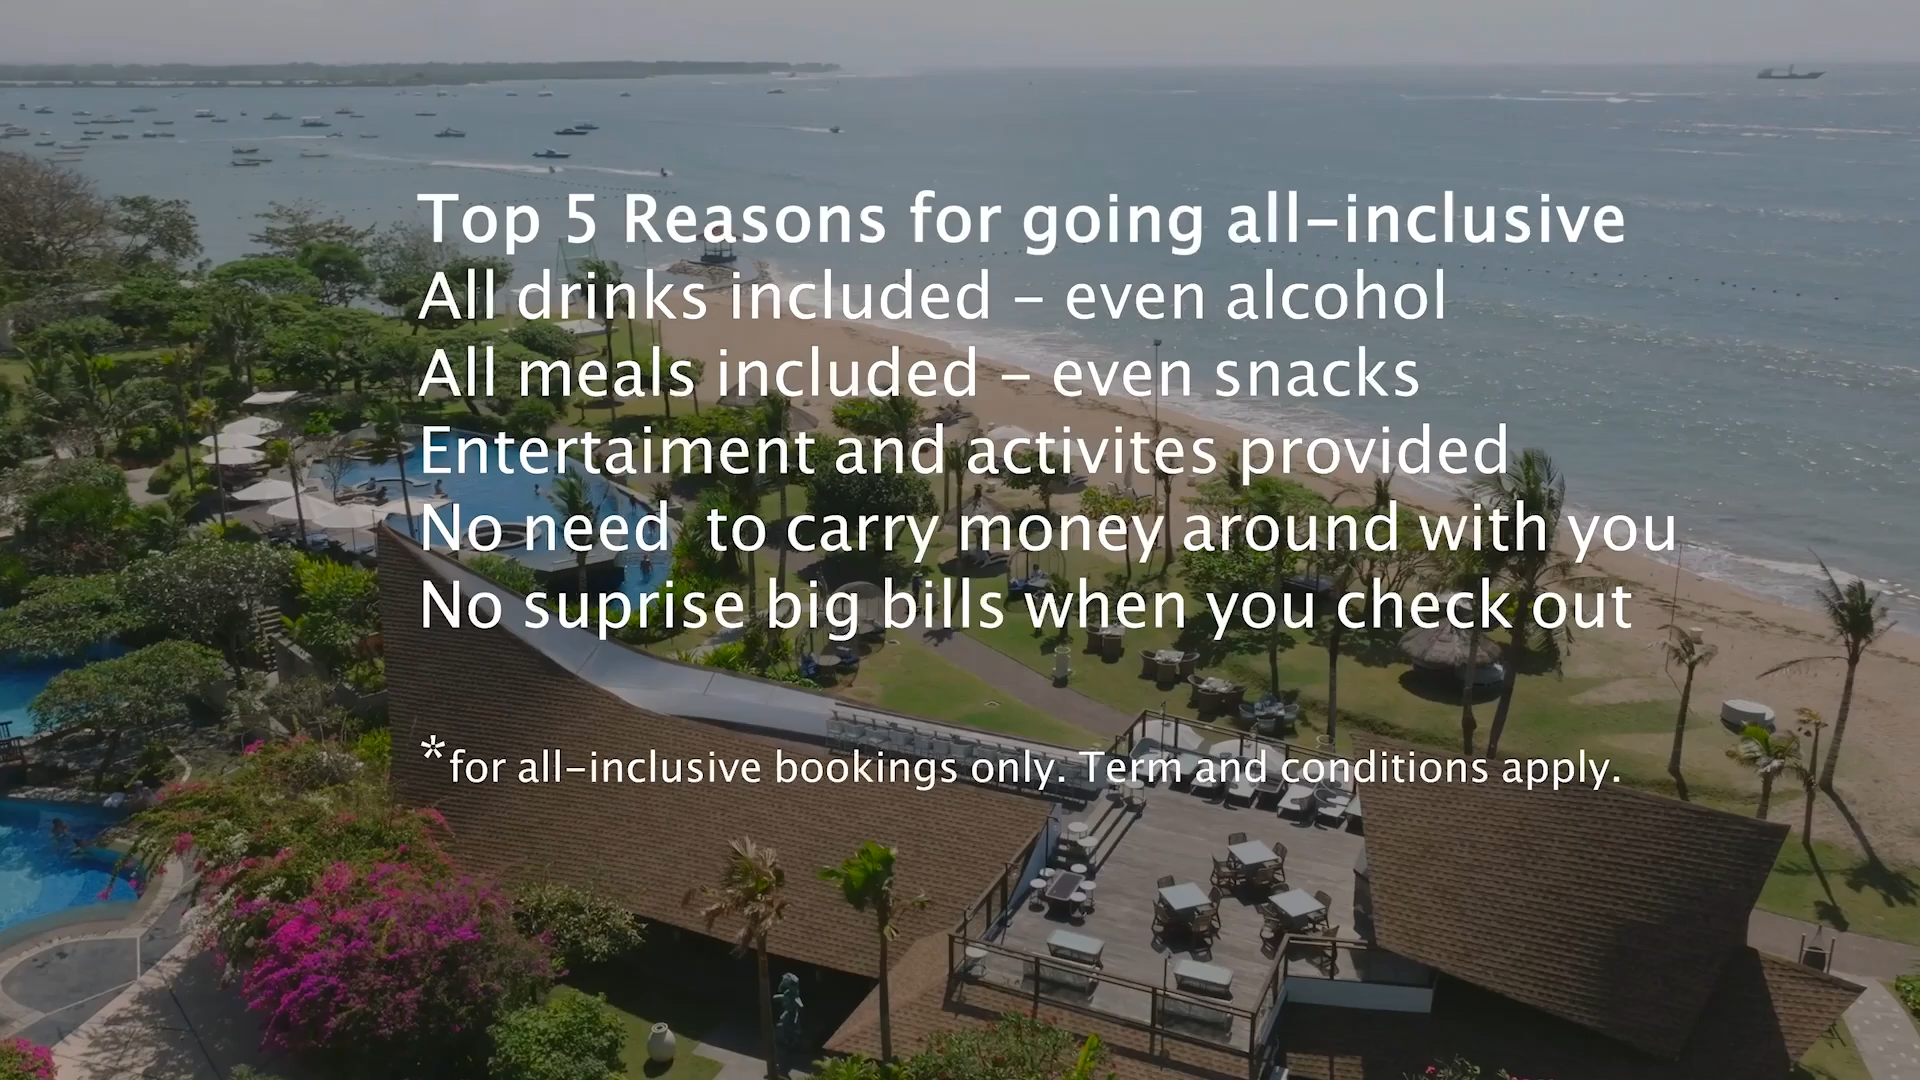 Top 5 Reasons for going all-inclusive
All drinks included - even alcohol
All meals included - even snacks
Entertaiment and activites provided
No need  to carry money around with you
No suprise big bills when you check out
*for all-inclusive bookings only. Term and conditions apply.